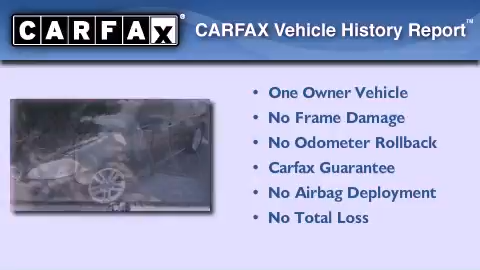 CARFAX® CARFAX Vehicle History Report™
• One Owner Vehicle
• No Frame Damage
• No Odometer Rollback
• Carfax Guarantee
• No Airbag Deployment
• No Total Loss